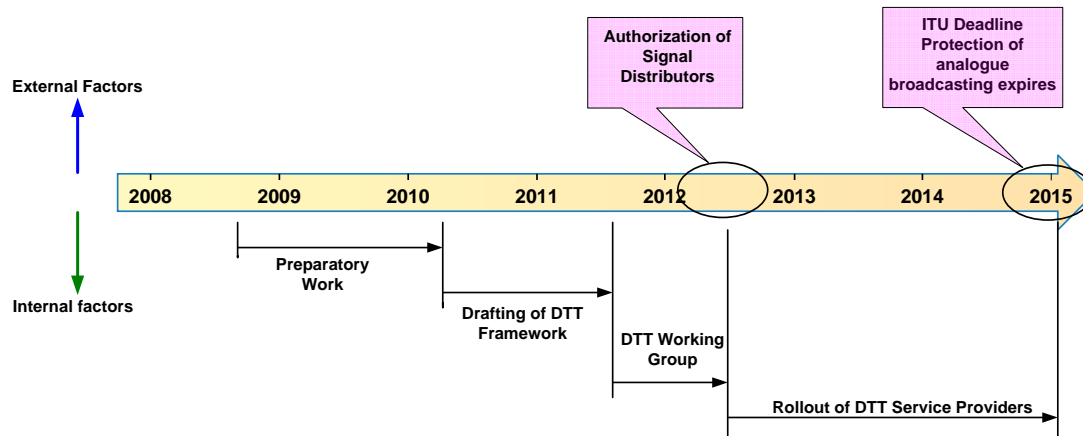 Authorization of
Signal
Distributors
ITU Deadline
Protection of
analogue
broadcasting expires
External Factors
2008 2009 2010 2011 2012 2013 2014 2015
Preparatory
Work
Internal factors
Drafting of DTT
Framework
DTT Working
Group
Rollout of DTT Service Providers